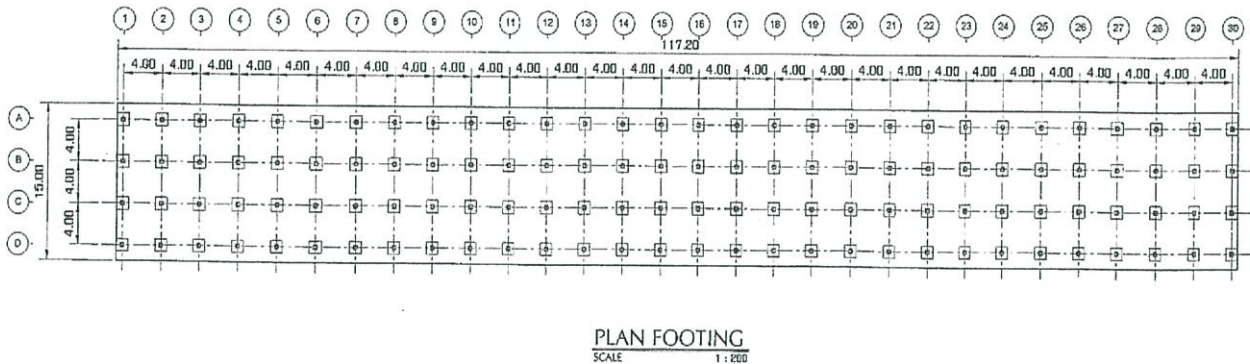 1 2 3 4 5 6 7 8 9 10 11 12 13 14 15 16 17 18 19 20 21 22 23 24 25 26 27 28 29 30
117.20
4.00 4.00 4.00 4.00 4.00 4.00 4.00 4.00 4.00 4.00 4.00 4.00 4.00 4.00 4.00 4.00 4.00 4.00 4.00 4.00 4.00 4.00 4.00 4.00 4.00 4.00 4.00 4.00 4.00
A
4.00
B
15.00
4.00
C
4.00
D
PLAN FOOTING
SCALE 1 : 200